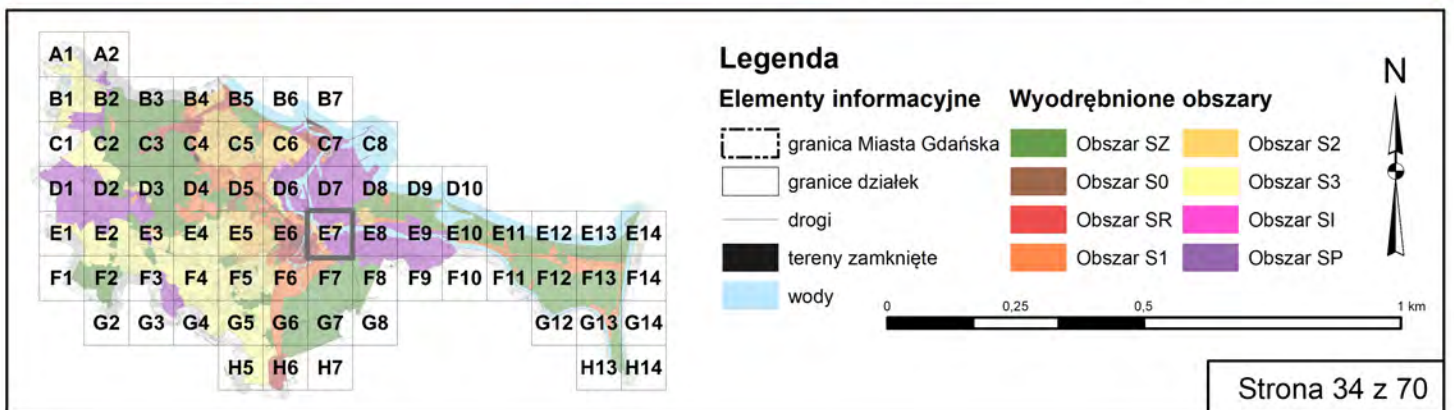 A1 A2
B1 B2 B3 B4 B5 B6 B7
C1 C2 C3 C4 C5 C6 C7 C8
D1 D2 D3 D4 D5 D6 D7 D8 D9 D10
E1 E2 E3 E4 E5 E6 E7 E8 E9 E10 E11 E12 E13 E14
F1 F2 F3 F4 F5 F6 F7 F8 F9 F10 F11 F12 F13 F14
G2 G3 G4 G5 G6 G7 G8 G12 G13 G14
H5 H6 H7 H13 H14
Legenda
Elementy informacyjne
granica Miasta Gdańska
granice działek
drogi
tereny zamknięte
wody
Wyodrębnione obszary
Obszar SZ
Obszar S0
Obszar SR
Obszar S1
Obszar S2
Obszar S3
Obszar SI
Obszar SP
N
0 0,25 0,5 1 km
Strona 34 z 70